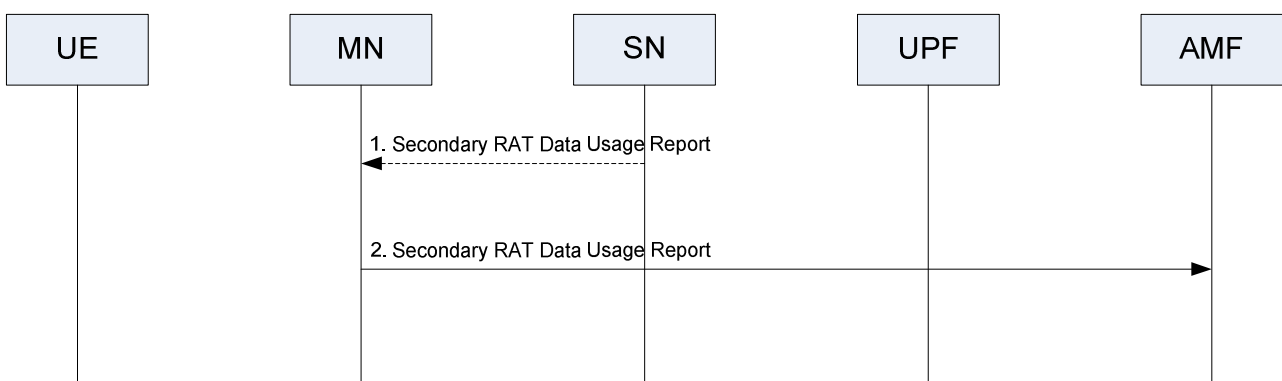 UE
MN
SN
UPF
AMF
1. Secondary RAT Data Usage Report
2. Secondary RAT Data Usage Report